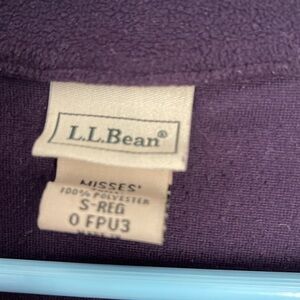 L.L.Bean®
MISSES'
100% POLYESTER
S-REG
0 FPU3